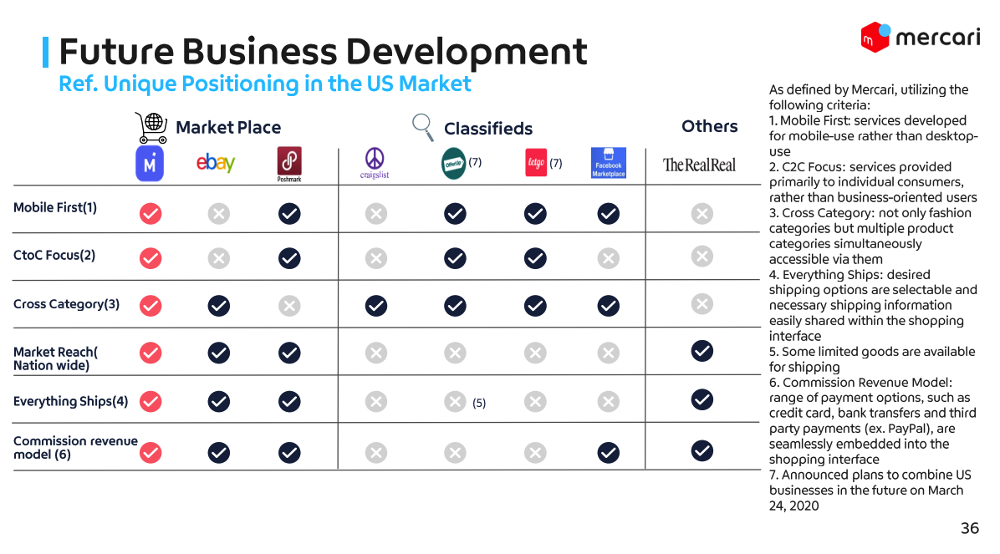 Future Business Development
Ref. Unique Positioning in the US Market
mercari
Market Place
Classifieds
Others
ebay
Poshmark
craigslist
OfferUp
(7)
letgo
(7)
Facebook
Marketplace
The RealReal
Mobile First(1)
CtoC Focus(2)
Cross Category(3)
Market Reach(
Nation wide)
Everything Ships(4)
(5)
Commission revenue
model (6)
As defined by Mercari, utilizing the
following criteria:
1. Mobile First: services developed
for mobile-use rather than desktop-
use
2. C2C Focus: services provided
primarily to individual consumers,
rather than business-oriented users
3. Cross Category: not only fashion
categories but multiple product
categories simultaneously
accessible via them
4. Everything Ships: desired
shipping options are selectable and
necessary shipping information
easily shared within the shopping
interface
5. Some limited goods are available
for shipping
6. Commission Revenue Model:
range of payment options, such as
credit card, bank transfers and third
party payments (ex. PayPal), are
seamlessly embedded into the
shopping interface
7. Announced plans to combine US
businesses in the future on March
24, 2020
36